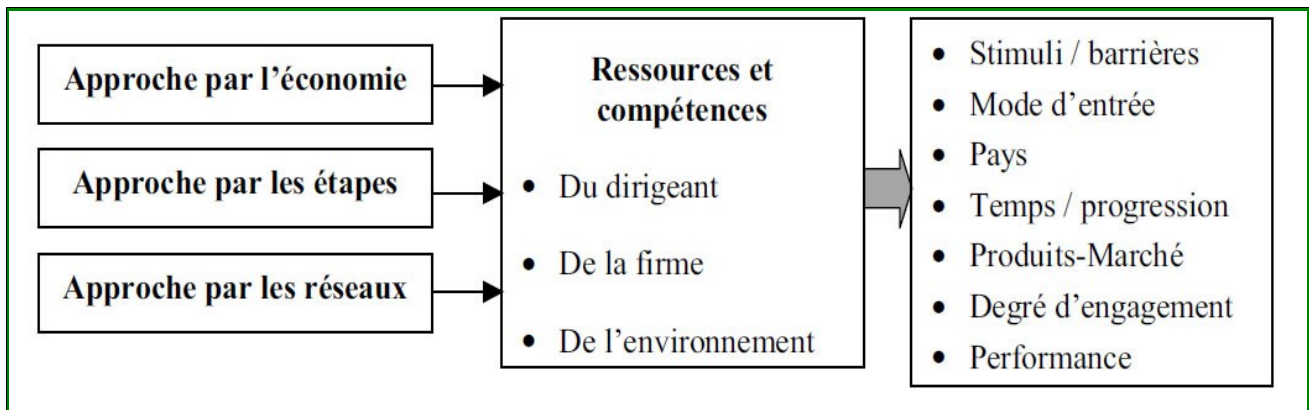 Approche par l'économie
Approche par les étapes
Approche par les réseaux
Ressources et
compétences
• Du dirigeant
• De la firme
• De l'environnement
• Stimuli / barrières
• Mode d'entrée
• Pays
• Temps / progression
• Produits-Marché
• Degré d'engagement
• Performance